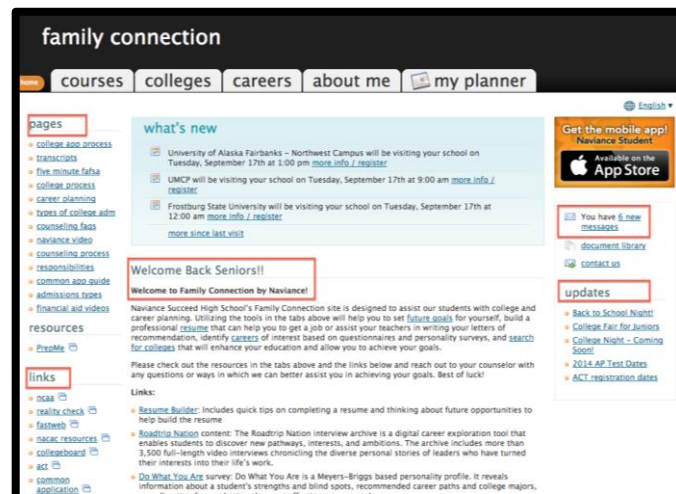 family connection
home
courses
colleges
careers
about me
my planner
English
pages
college app process
transcripts
five minute fafsa
college process
career planning
types of college adm
counseling faqs
naviance video
counseling process
responsibilities
common app guide
admissions types
financial aid videos
resources
PrepMe
links
ncaa
reality check
fastweb
nacac resources
collegeboard
act
common
application
what's new
University of Alaska Fairbanks - Northwest Campus will be visiting your school on
Tuesday, September 17th at 1:00 pm more info / register
UMCP will be visiting your school on Tuesday, September 17th at 9:00 am more info /
register
Frostburg State University will be visiting your school on Tuesday, September 17th at
12:00 am more info / register
more since last visit
Welcome Back Seniors!!
Welcome to Family Connection by Naviance!
Naviance Succeed High School's Family Connection site is designed to assist our students with college and
career planning. Utilizing the tools in the tabs above will help you to set future goals for yourself, build a
professional resume that can help you to get a job or assist your teachers in writing your letters of
recommendation, identify careers of interest based on questionnaires and personality surveys, and search
for colleges that will enhance your education and allow you to achieve your goals.
Please check out the resources in the tabs above and the links below and reach out to your counselor with
any questions or ways in which we can better assist you in achieving your goals. Best of luck!
Links:
Resume Builder: Includes quick tips on completing a resume and thinking about future opportunities to
help build the resume
Roadtrip Nation content: The Roadtrip Nation interview archive is a digital career exploration tool that
enables students to discover new pathways, interests, and ambitions. The archive includes more than
3,500 full-length video interviews chronicling the diverse personal stories of leaders who have turned
their interests into their life's work.
Do What You Are survey: Do What You Are is a Meyers-Briggs based personality profile. It reveals
information about a student's strengths and blind spots, recommended career paths and college majors,
Get the mobile app!
Naviance Student
Available on the
App Store
You have 6 new
messages
document library
contact us
updates
Back to School Night!
College Fair for Juniors
College Night - Coming
Soon!
2014 AP Test Dates
ACT registration dates